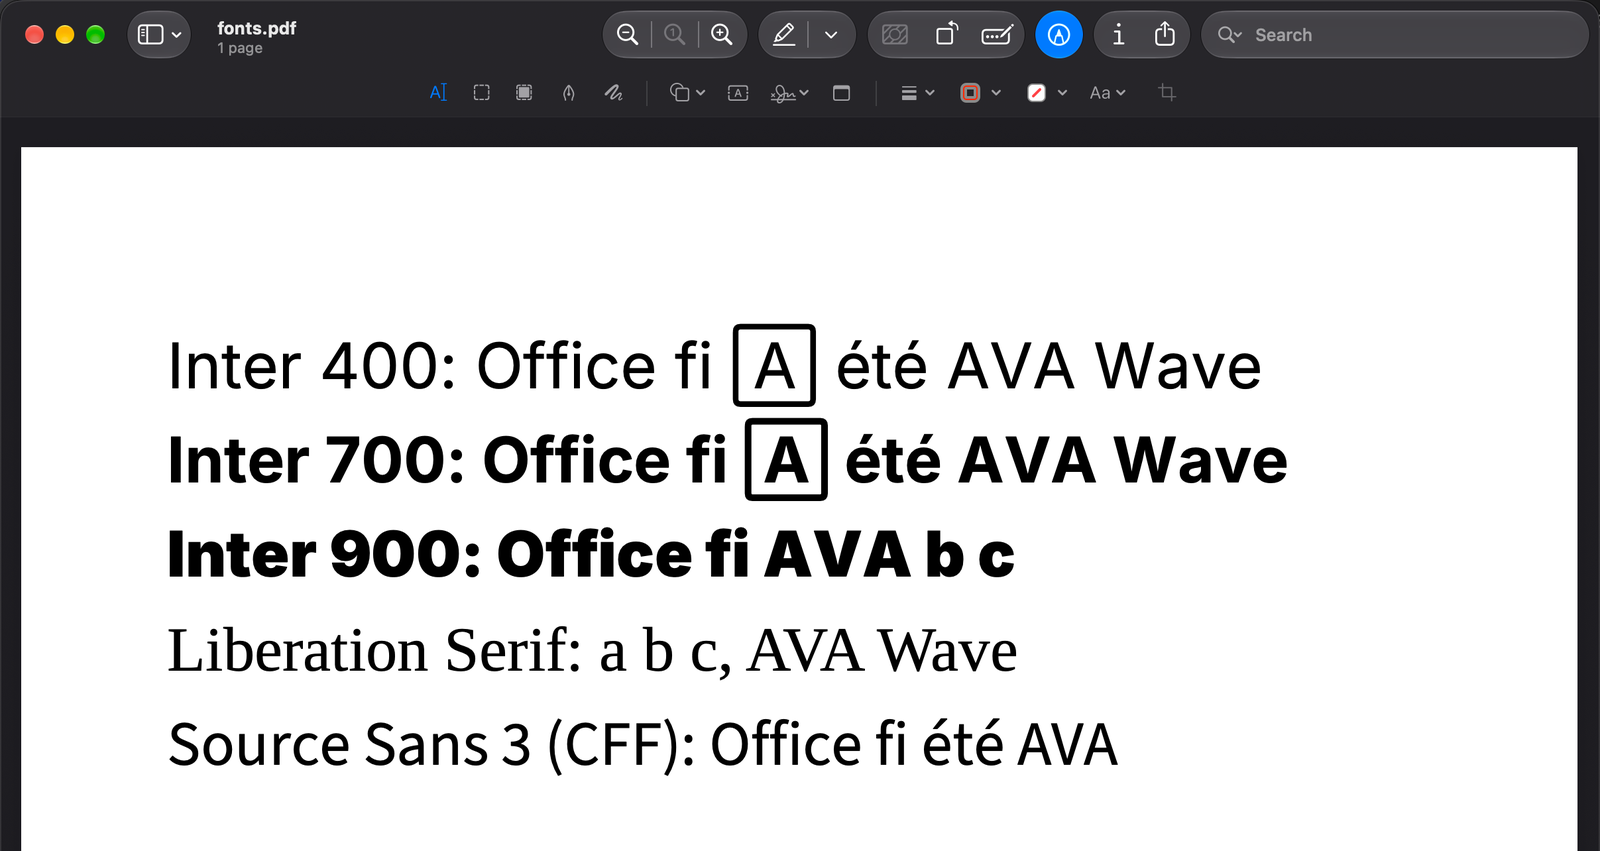 fonts.pdf
1 page
Search
Aa
Inter 400: Office fi 🄰 été AVA Wave
Inter 700: Office fi 🄰 été AVA Wave
Inter 900: Office fi AVA b c
Liberation Serif: a b c, AVA Wave
Source Sans 3 (CFF): Office fi été AVA